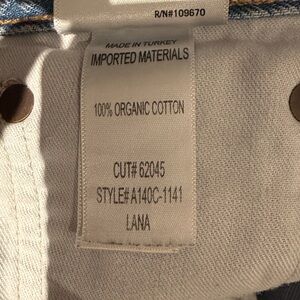 R/N#109670
MADE IN TURKEY
IMPORTED MATERIALS
100% ORGANIC COTTON
CUT# 62045
STYLE# A140C-1141
LANA